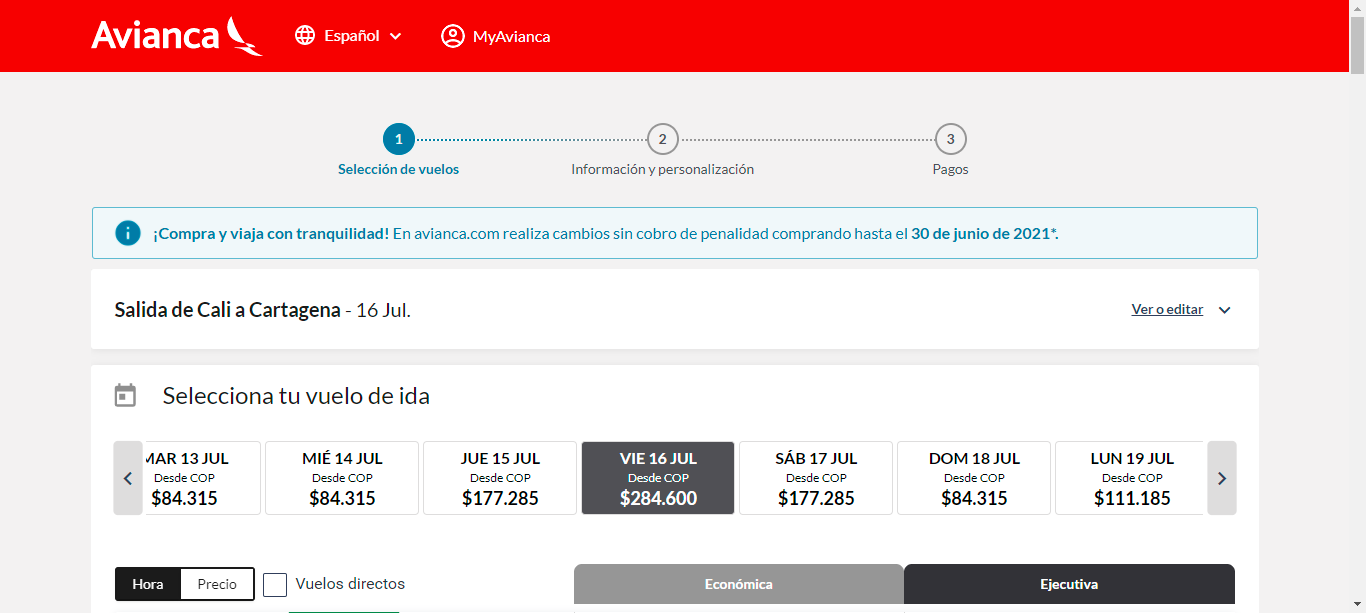 Avianca
Español
MyAvianca
1
2
3
Selección de vuelos
Información y personalización
Pagos
i ¡Compra y viaja con tranquilidad! En avianca.com realiza cambios sin cobro de penalidad comprando hasta el 30 de junio de 2021*.
Salida de Cali a Cartagena - 16 Jul.
Ver o editar
Selecciona tu vuelo de ida
MAR 13 JUL
Desde COP
$84.315
MIÉ 14 JUL
Desde COP
$84.315
JUE 15 JUL
Desde COP
$177.285
VIE 16 JUL
Desde COP
$284.600
SÁB 17 JUL
Desde COP
$177.285
DOM 18 JUL
Desde COP
$84.315
LUN 19 JUL
Desde COP
$111.185
Hora
Precio
Vuelos directos
Económica
Ejecutiva